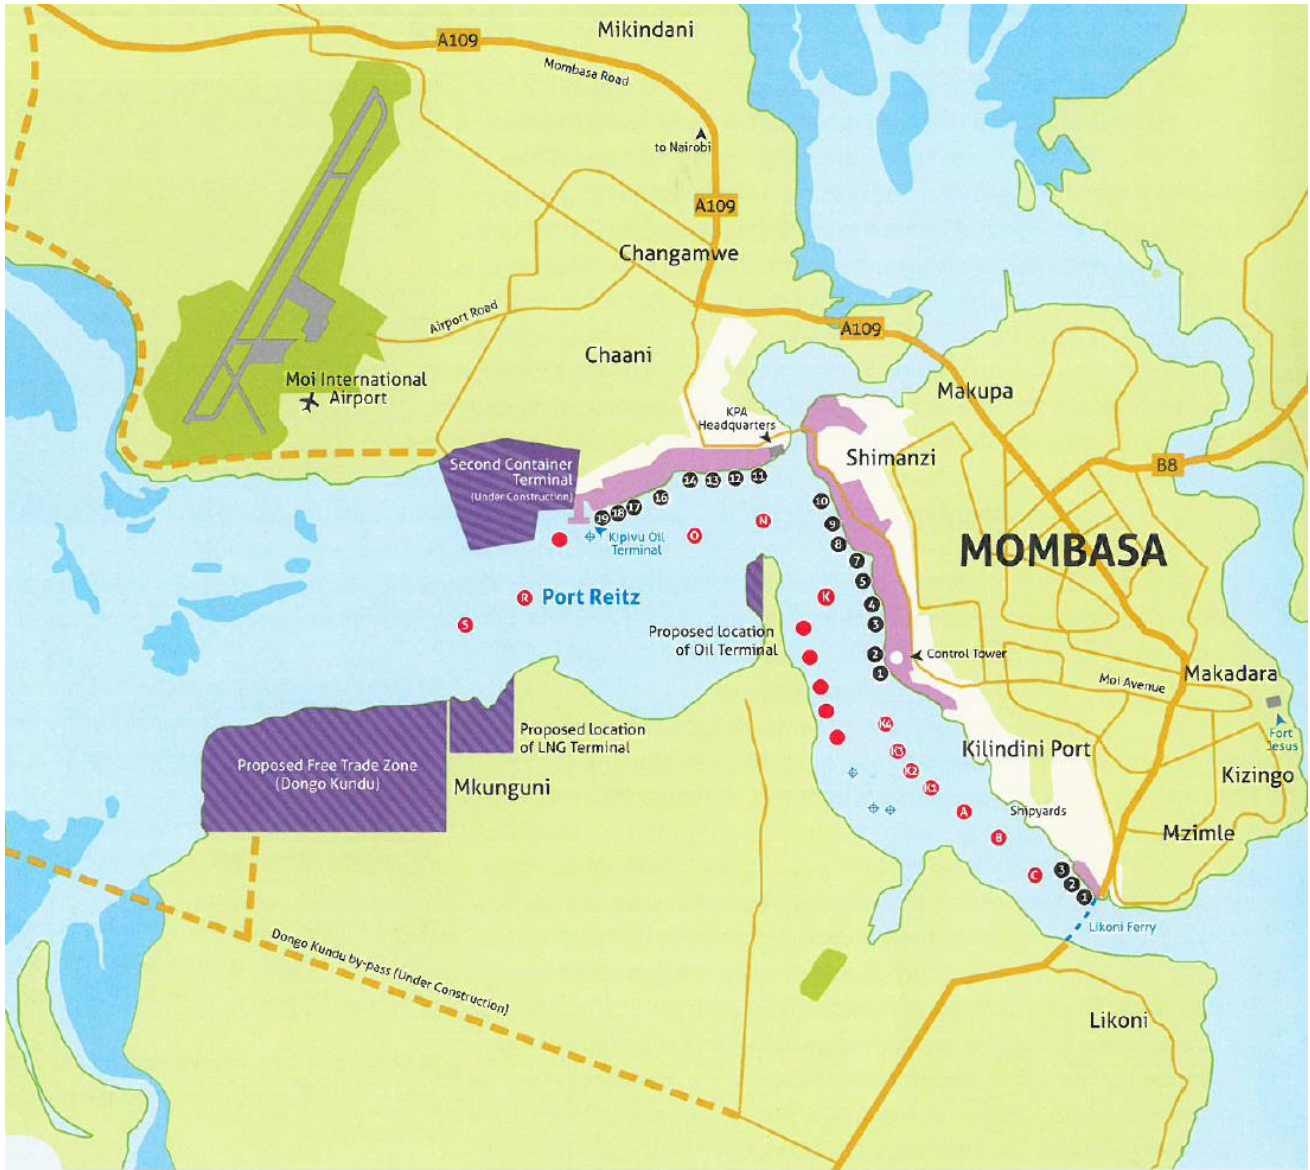 Mikindani
A109
Mombasa Road
to Nairobi
A109
Changamwe
Airport Road
A109
Chaani
Moi International
Airport
Makupa
KPA
Headquarters
Shimanzi
B8
Second Container
Terminal
(Under Construction)
14
13
12
11
16
17
18
19
10
9
8
7
5
4
3
2
1
N
O
Kipivu Oil
Terminal
MOMBASA
R
Port Reitz
K
S
Proposed location
of Oil Terminal
Control Tower
Makadara
Moi Avenue
Fort
Jesus
K4
K3
K2
K1
Kilindini Port
Proposed location
of LNG Terminal
Proposed Free Trade Zone
(Dongo Kundu)
Mkunguni
Kizingo
Shipyards
A
B
C
Mzimle
3
2
1
Likoni Ferry
Dongo Kundu by-pass (Under Construction)
Likoni